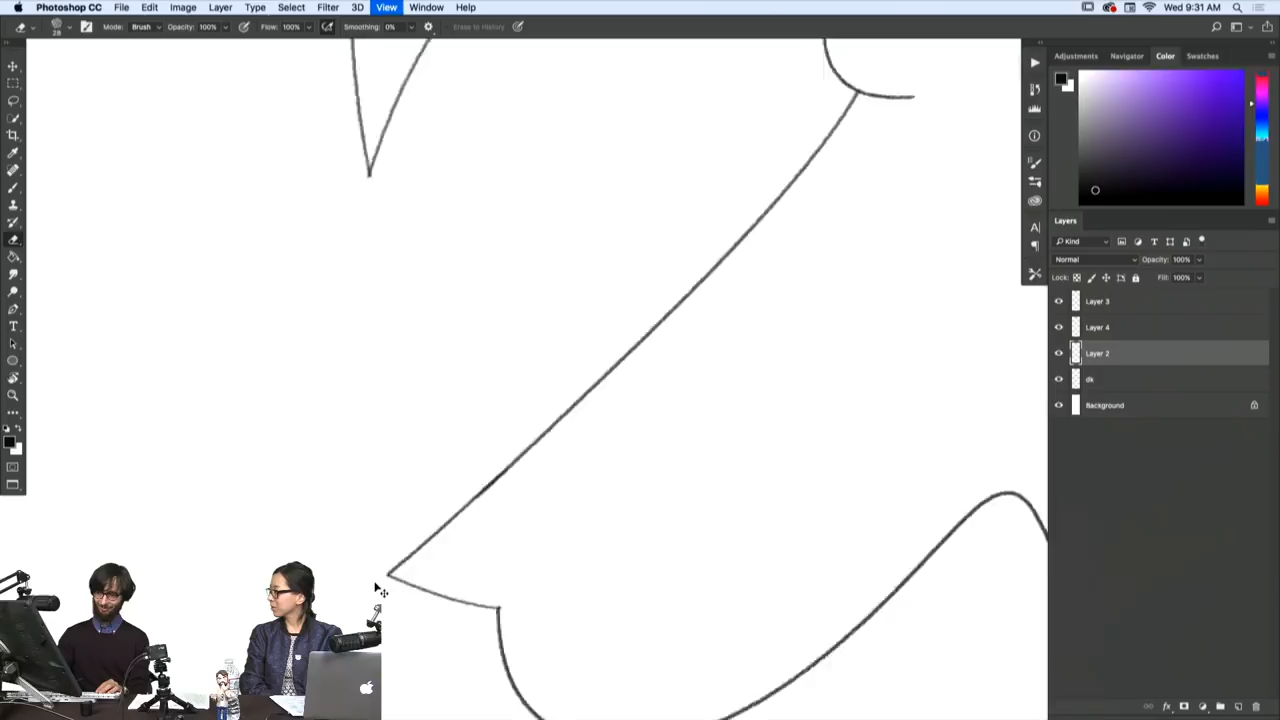 Photoshop CC File Edit Image Layer Type Select Filter 3D View Window Help Wed 9:31 AM
28 Mode: Brush Opacity: 100% Flow: 100% Smoothing: 0% Erase to History
Adjustments Navigator Color Swatches
Layers
Kind
Normal Opacity: 100%
Lock: Fill: 100%
Layer 3
Layer 4
Layer 2
dk
Background